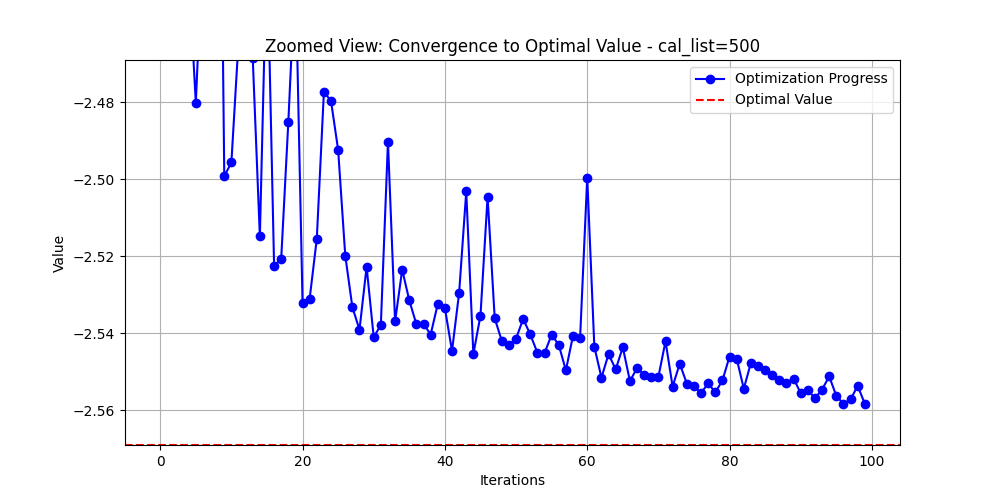 Zoomed View: Convergence to Optimal Value - cal_list=500
Optimization Progress
Optimal Value
Value
−2.48
−2.50
−2.52
−2.54
−2.56
0 20 40 60 80 100
Iterations